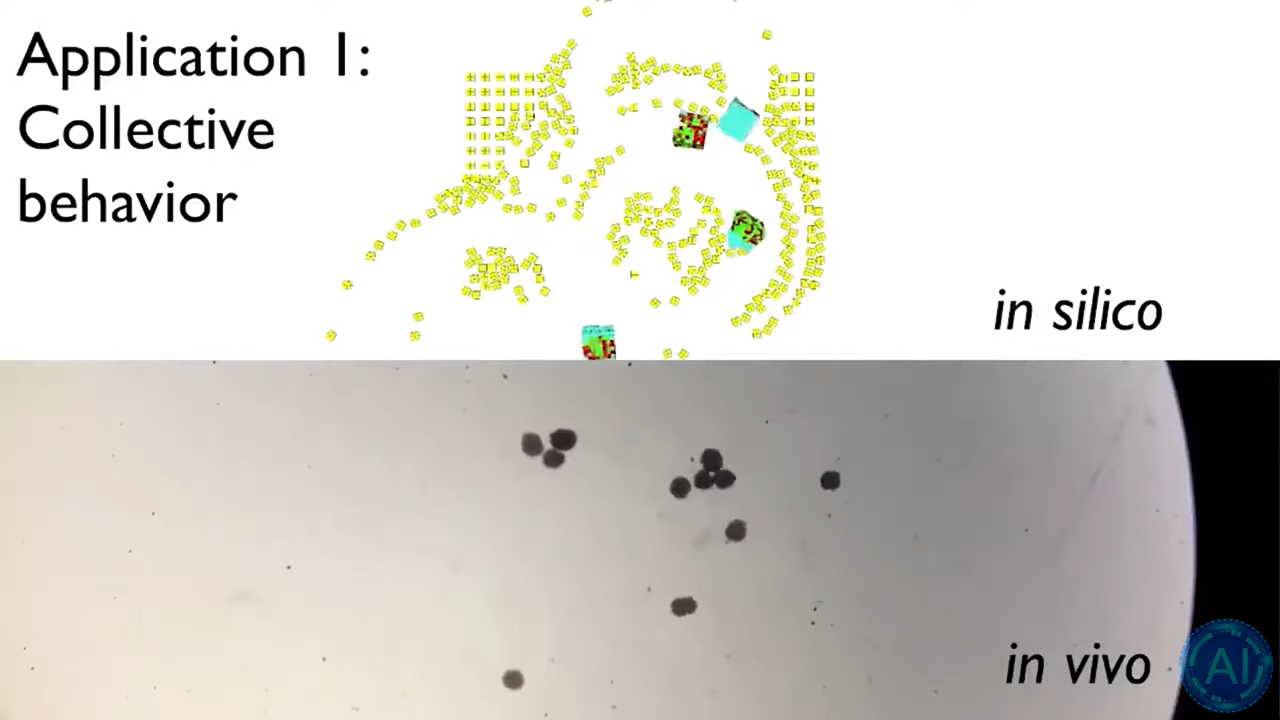 Application 1:
Collective
behavior
in silico
in vivo
AI